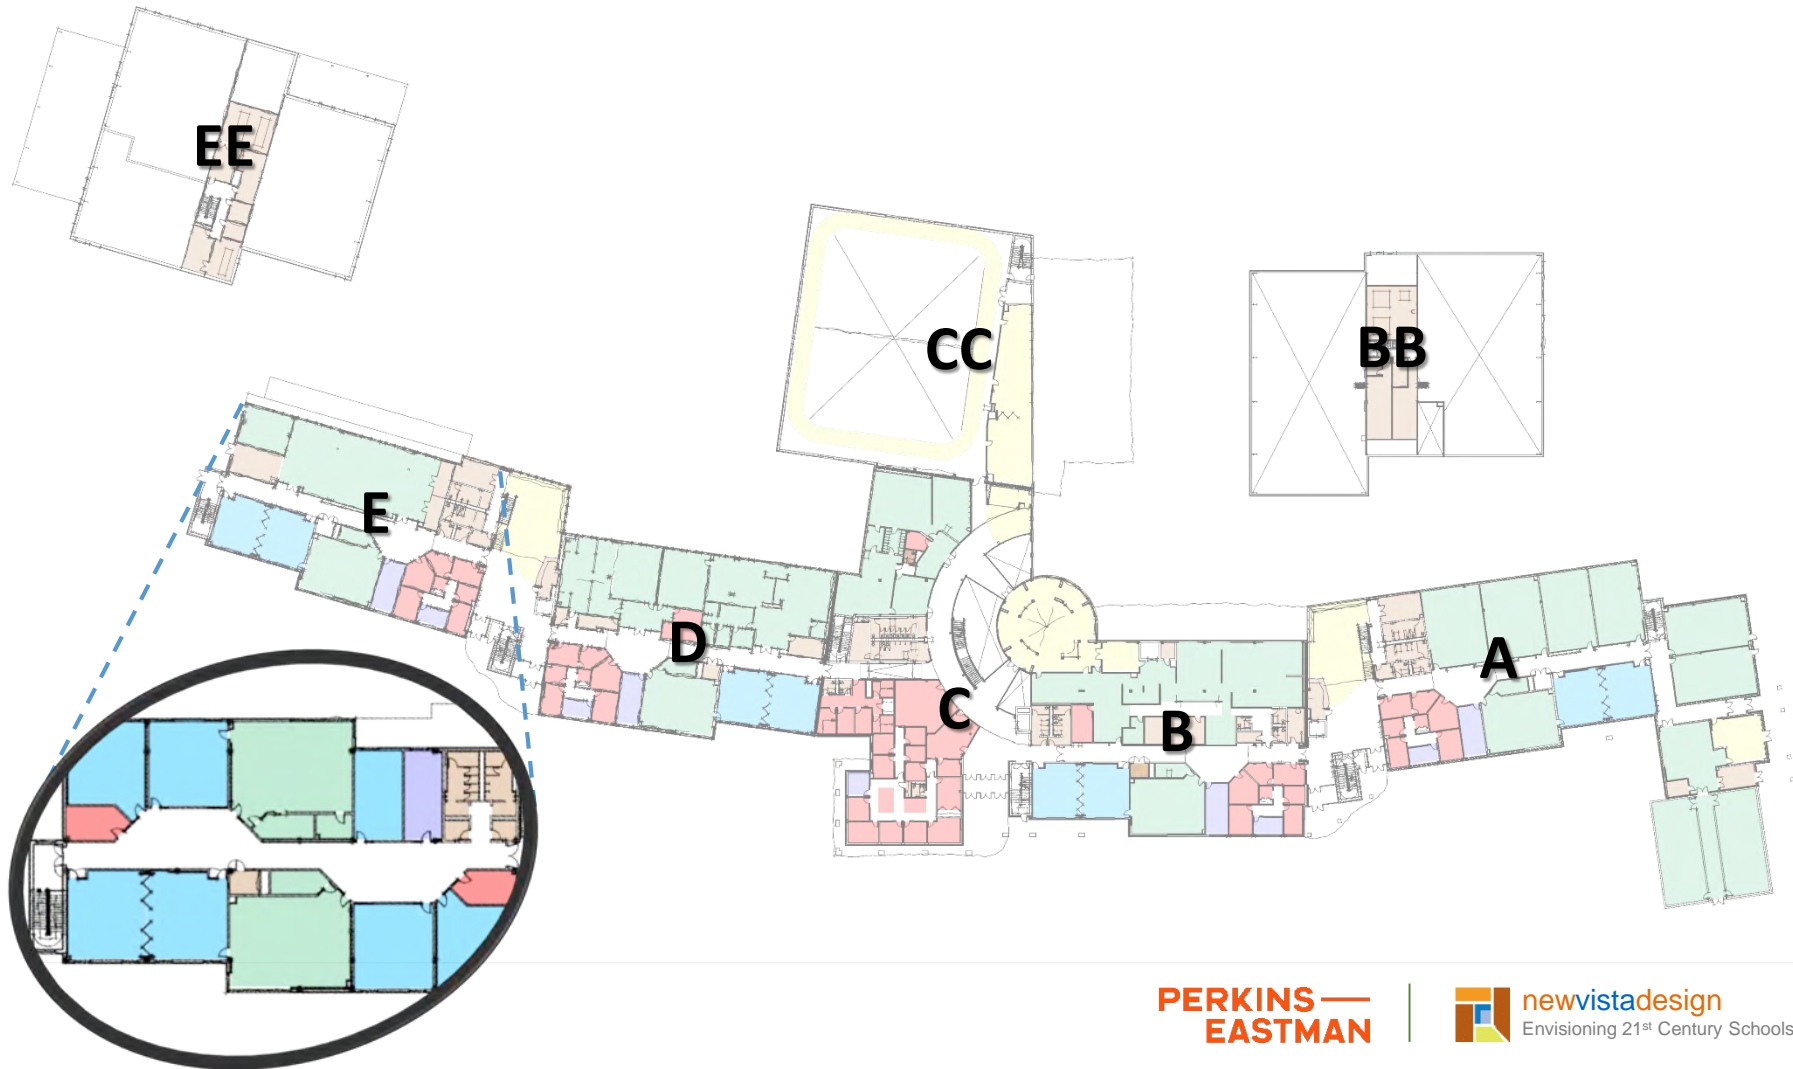 EE
CC
BB
E
D
A
C
B
PERKINS —
EASTMAN
newvistadesign
Envisioning 21st Century Schools